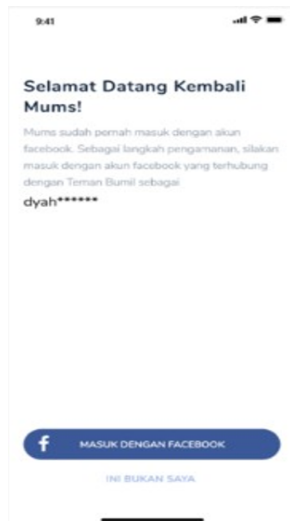 9:41
Selamat Datang Kembali
Mums!
Mums sudah pernah masuk dengan akun
facebook. Sebagai langkah pengamanan, silakan
masuk dengan akun facebook yang terhubung
dengan Teman Bumil sebagai
dyah******
f MASUK DENGAN FACEBOOK
INI BUKAN SAYA